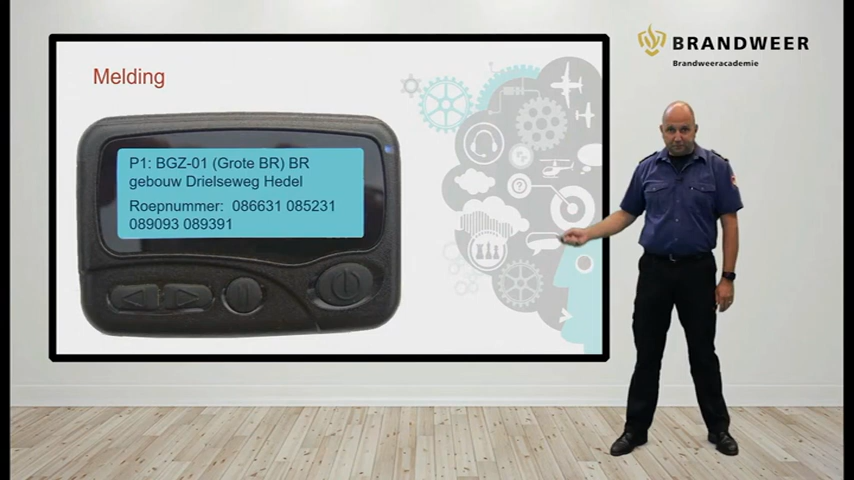 Melding
P1: BGZ-01 (Grote BR) BR
gebouw Drielseweg Hedel
Roepnummer: 086631 085231
089093 089391
BRANDWEER
Brandweeracademie